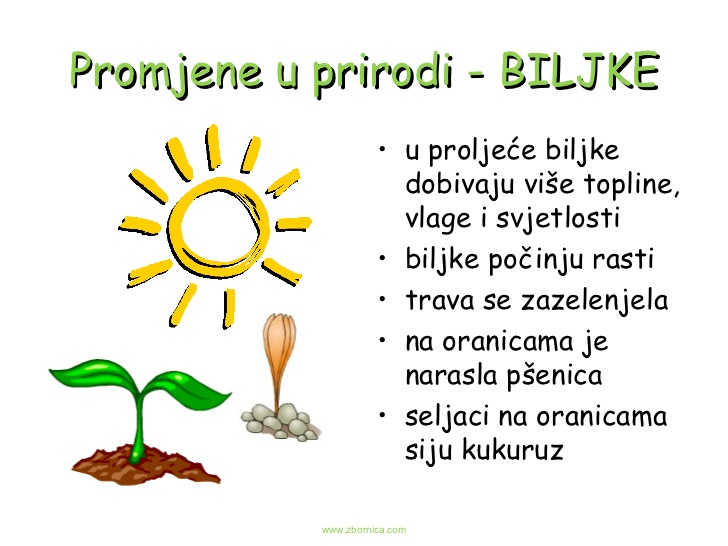 Promjene u prirodi - BILJKE
• u proljeće biljke
dobivaju više topline,
vlage i svjetlosti
• biljke počinju rasti
• trava se zazelenjela
• na oranicama je
narasla pšenica
• seljaci na oranicama
siju kukuruz
www.zbornica.com